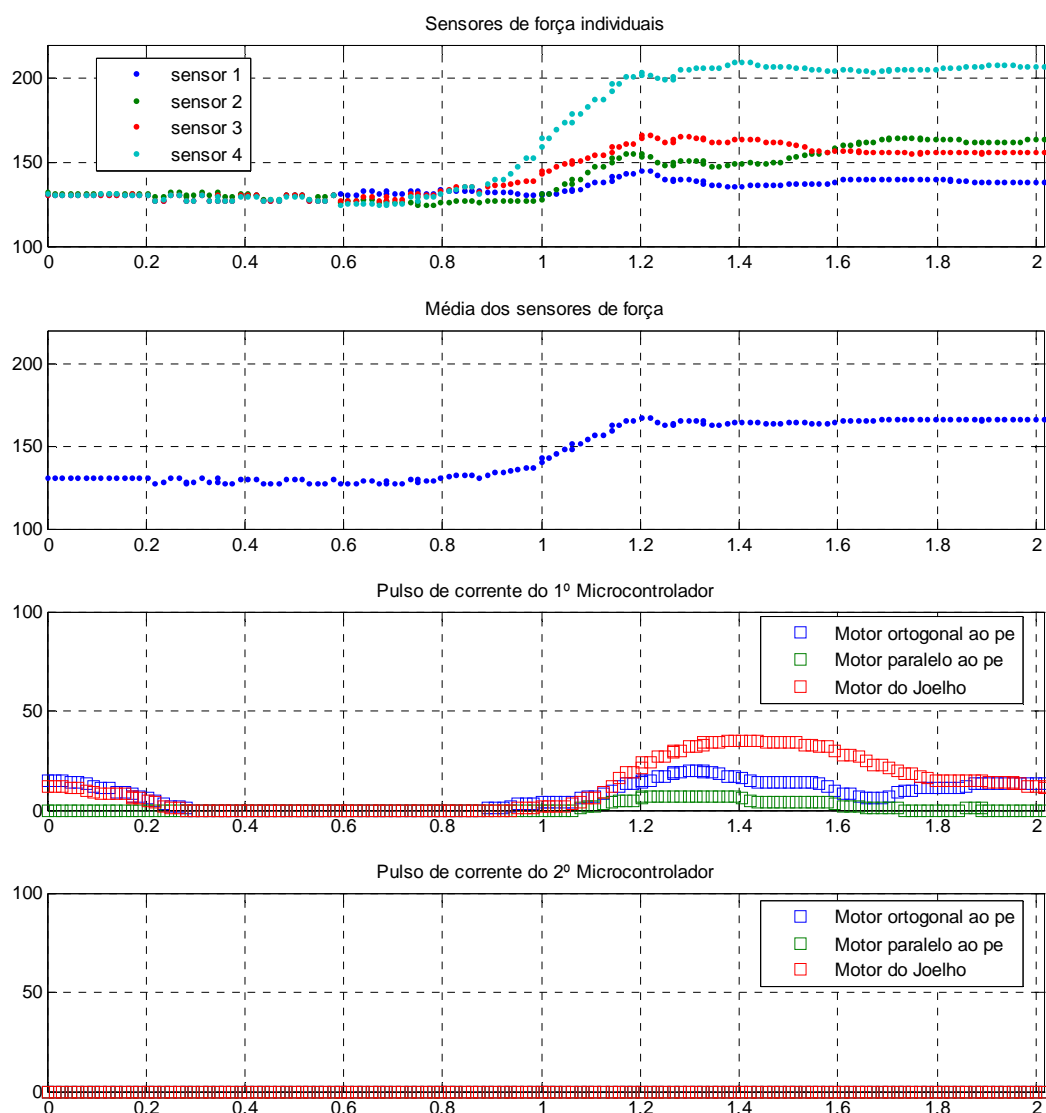 Sensores de força individuais
200
150
100
sensor 1
sensor 2
sensor 3
sensor 4
0 0.2 0.4 0.6 0.8 1 1.2 1.4 1.6 1.8 2
Média dos sensores de força
200
150
100
0 0.2 0.4 0.6 0.8 1 1.2 1.4 1.6 1.8 2
Pulso de corrente do 1º Microcontrolador
100
50
0
Motor ortogonal ao pe
Motor paralelo ao pe
Motor do Joelho
0 0.2 0.4 0.6 0.8 1 1.2 1.4 1.6 1.8 2
Pulso de corrente do 2º Microcontrolador
100
50
0
Motor ortogonal ao pe
Motor paralelo ao pe
Motor do Joelho
0 0.2 0.4 0.6 0.8 1 1.2 1.4 1.6 1.8 2